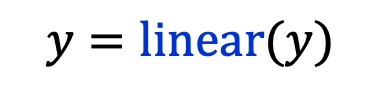 y = linear(y)